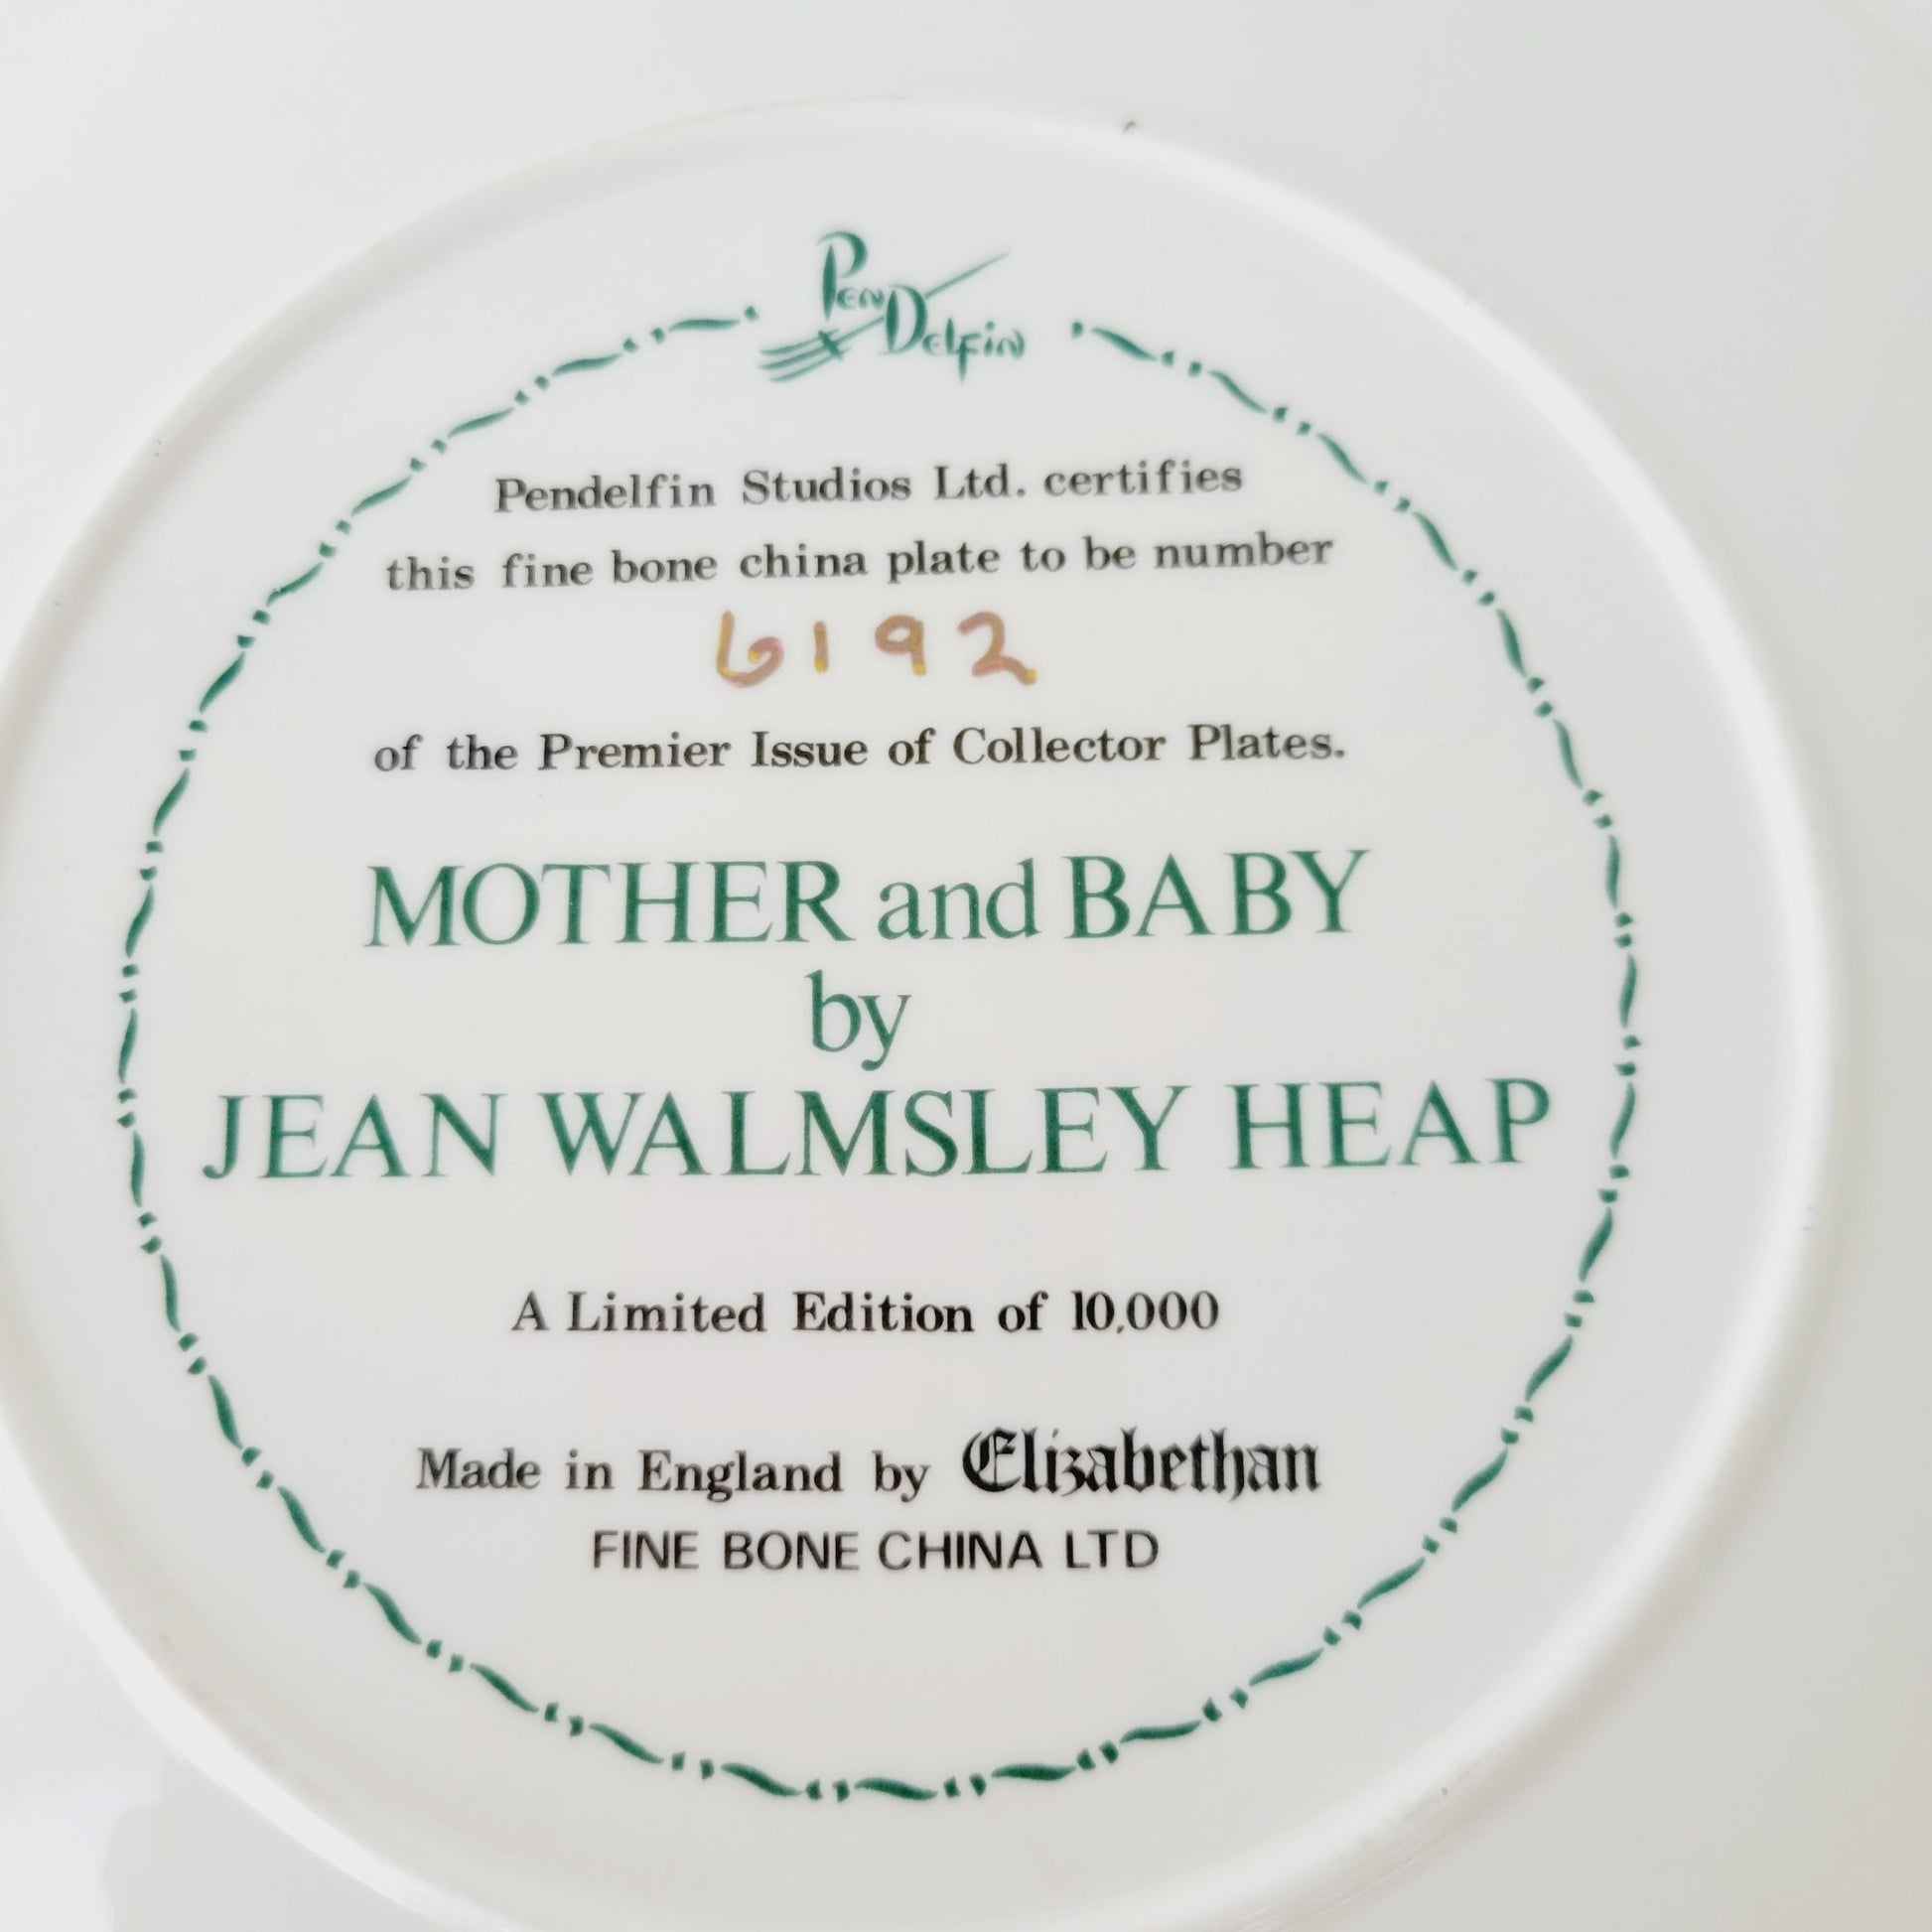 PenDelfin
Pendelfin Studios Ltd. certifies
this fine bone china plate to be number
6192
of the Premier Issue of Collector Plates.
MOTHER and BABY
by
JEAN WALMSLEY HEAP
A Limited Edition of 10,000
Made in England by Elizabethan
FINE BONE CHINA LTD